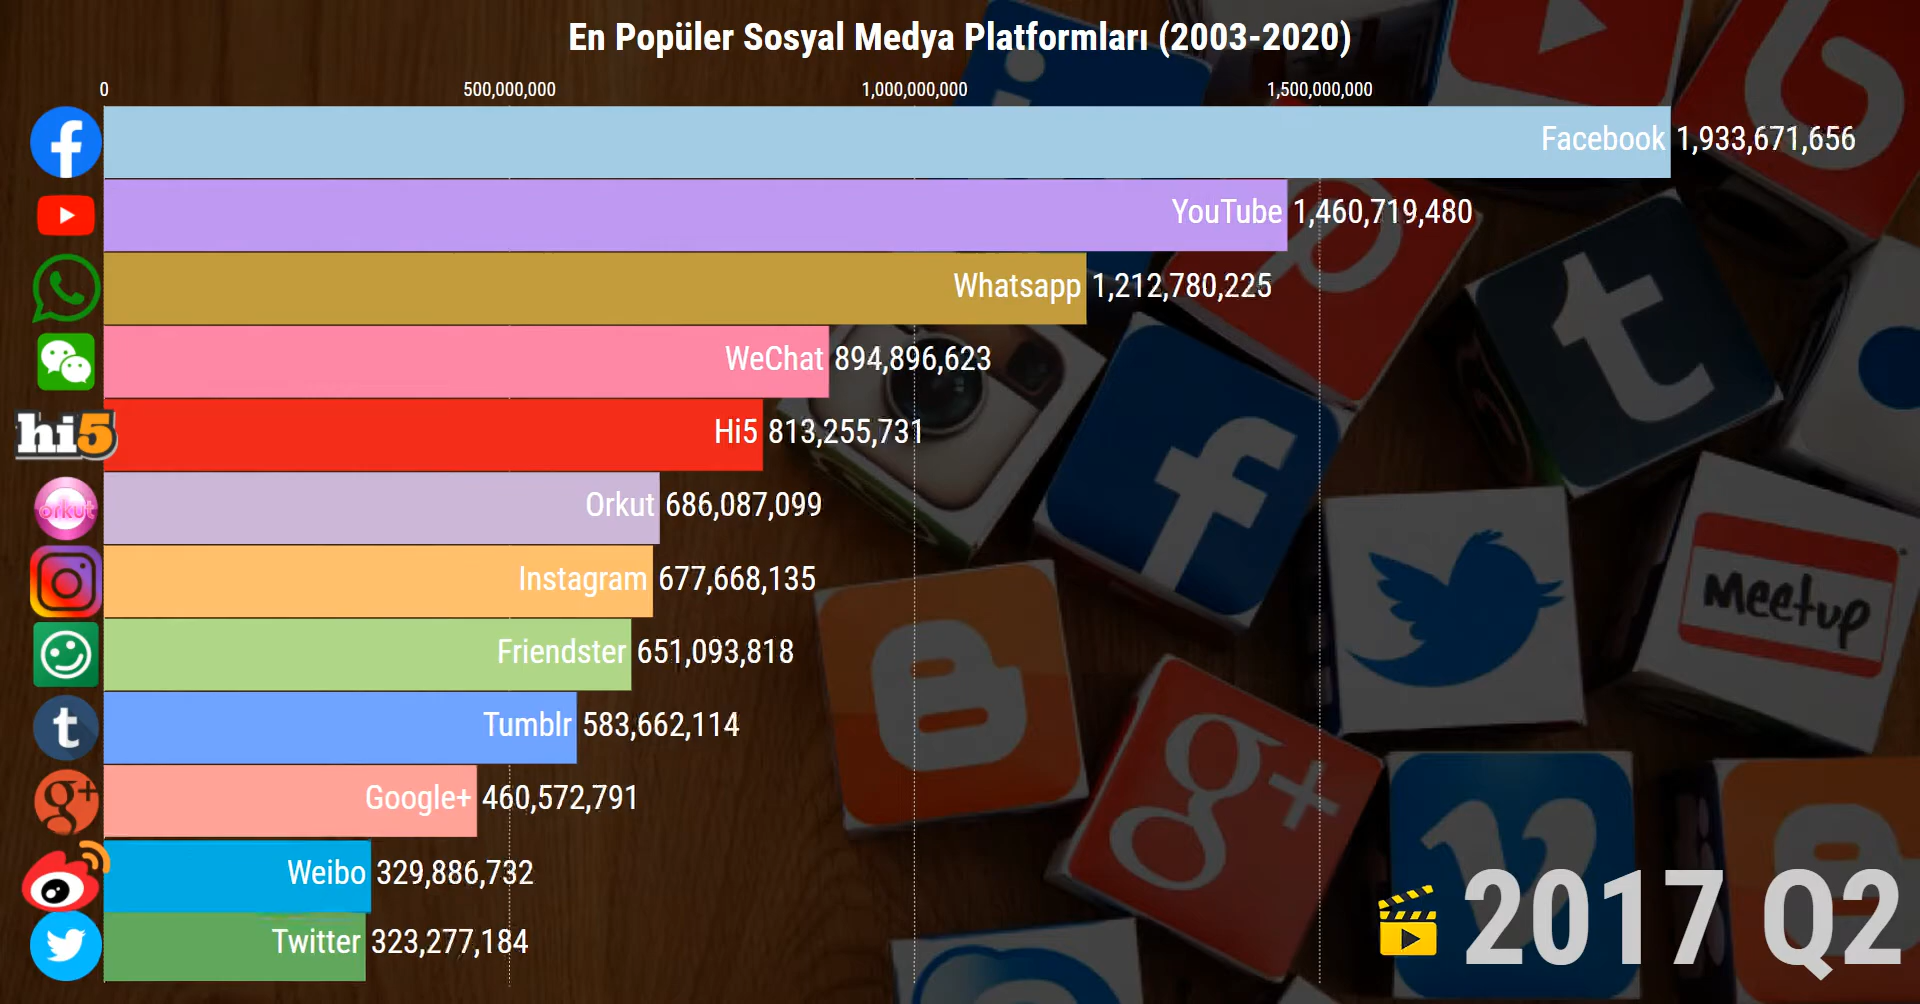 En Popüler Sosyal Medya Platformları (2003-2020)
0 500,000,000 1,000,000,000 1,500,000,000
Facebook 1,933,671,656
YouTube 1,460,719,480
Whatsapp 1,212,780,225
WeChat 894,896,623
hi5 Hi5 813,255,731
orkut Orkut 686,087,099
Instagram 677,668,135
Friendster 651,093,818
t Tumblr 583,662,114
g+ Google+ 460,572,791
Weibo 329,886,732
Twitter 323,277,184
Meetup
g+
2017 Q2